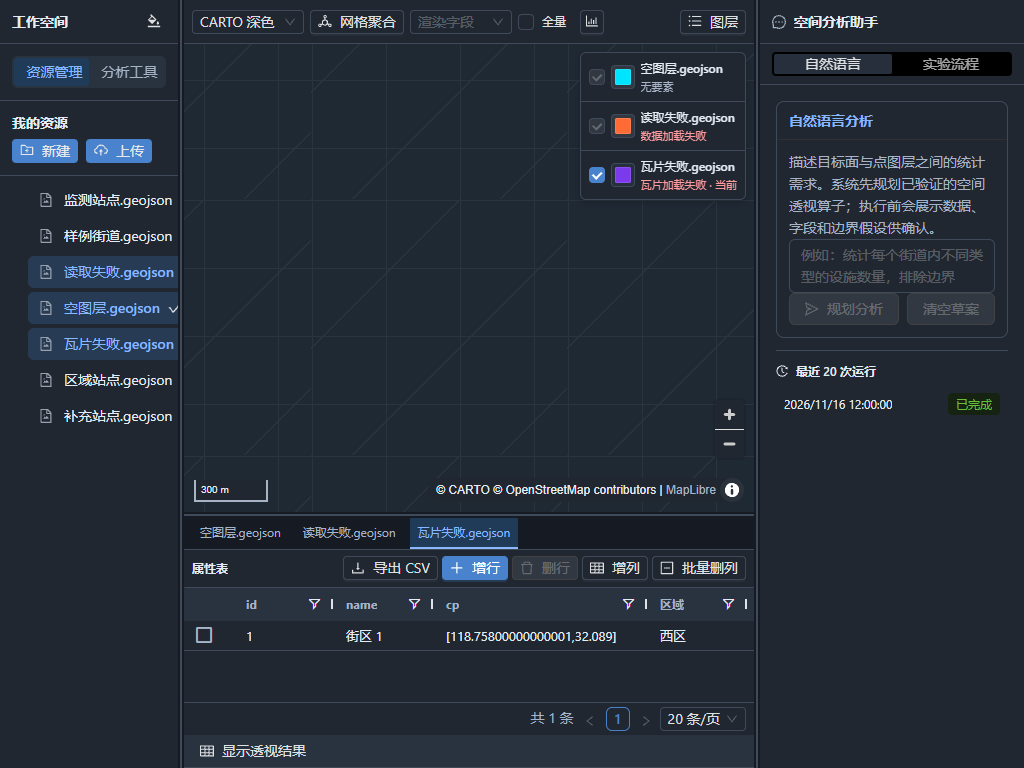 工作空间
资源管理
分析工具
我的资源
新建
上传
监测站点.geojson
样例街道.geojson
读取失败.geojson
空图层.geojson
瓦片失败.geojson
区域站点.geojson
补充站点.geojson
CARTO 深色
网格聚合
渲染字段
全量
图层
空图层.geojson
无要素
读取失败.geojson
数据加载失败
瓦片失败.geojson
瓦片加载失败 · 当前
300 m
© CARTO © OpenStreetMap contributors | MapLibre
空图层.geojson
读取失败.geojson
瓦片失败.geojson
属性表
导出 CSV
增行
删行
增列
批量删列
id name cp 区域
1 街区 1 [118.75800000000001,32.089] 西区
共 1 条
1
20 条/页
显示透视结果
空间分析助手
自然语言
实验流程
自然语言分析
描述目标面与点图层之间的统计
需求。系统先规划已验证的空间
透视算子；执行前会展示数据、
字段和边界假设供确认。
例如：统计每个街道内不同类
型的设施数量，排除边界
规划分析
清空草案
最近 20 次运行
2026/11/16 12:00:00
已完成